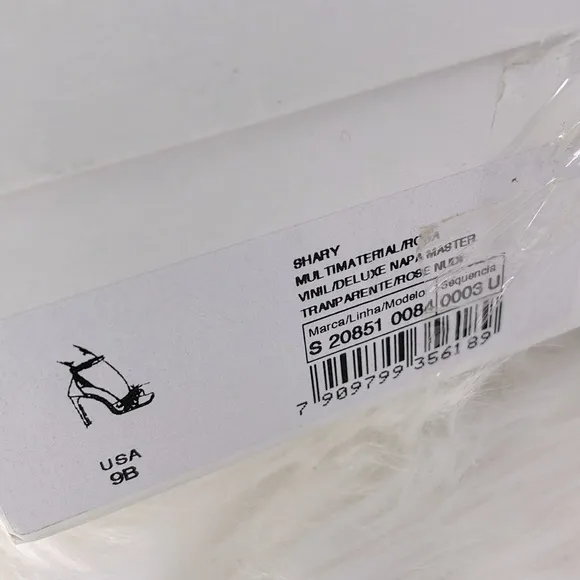 SHARY
MULTIMATERIAL/ROSA
VINIL/DELUXE NAPA MASTER
TRANPARENTE/ROSE NUDE
Marca/Linha/Modelo Sequencia
S 20851 0084 0003 U
7 909799 356189
USA
9B